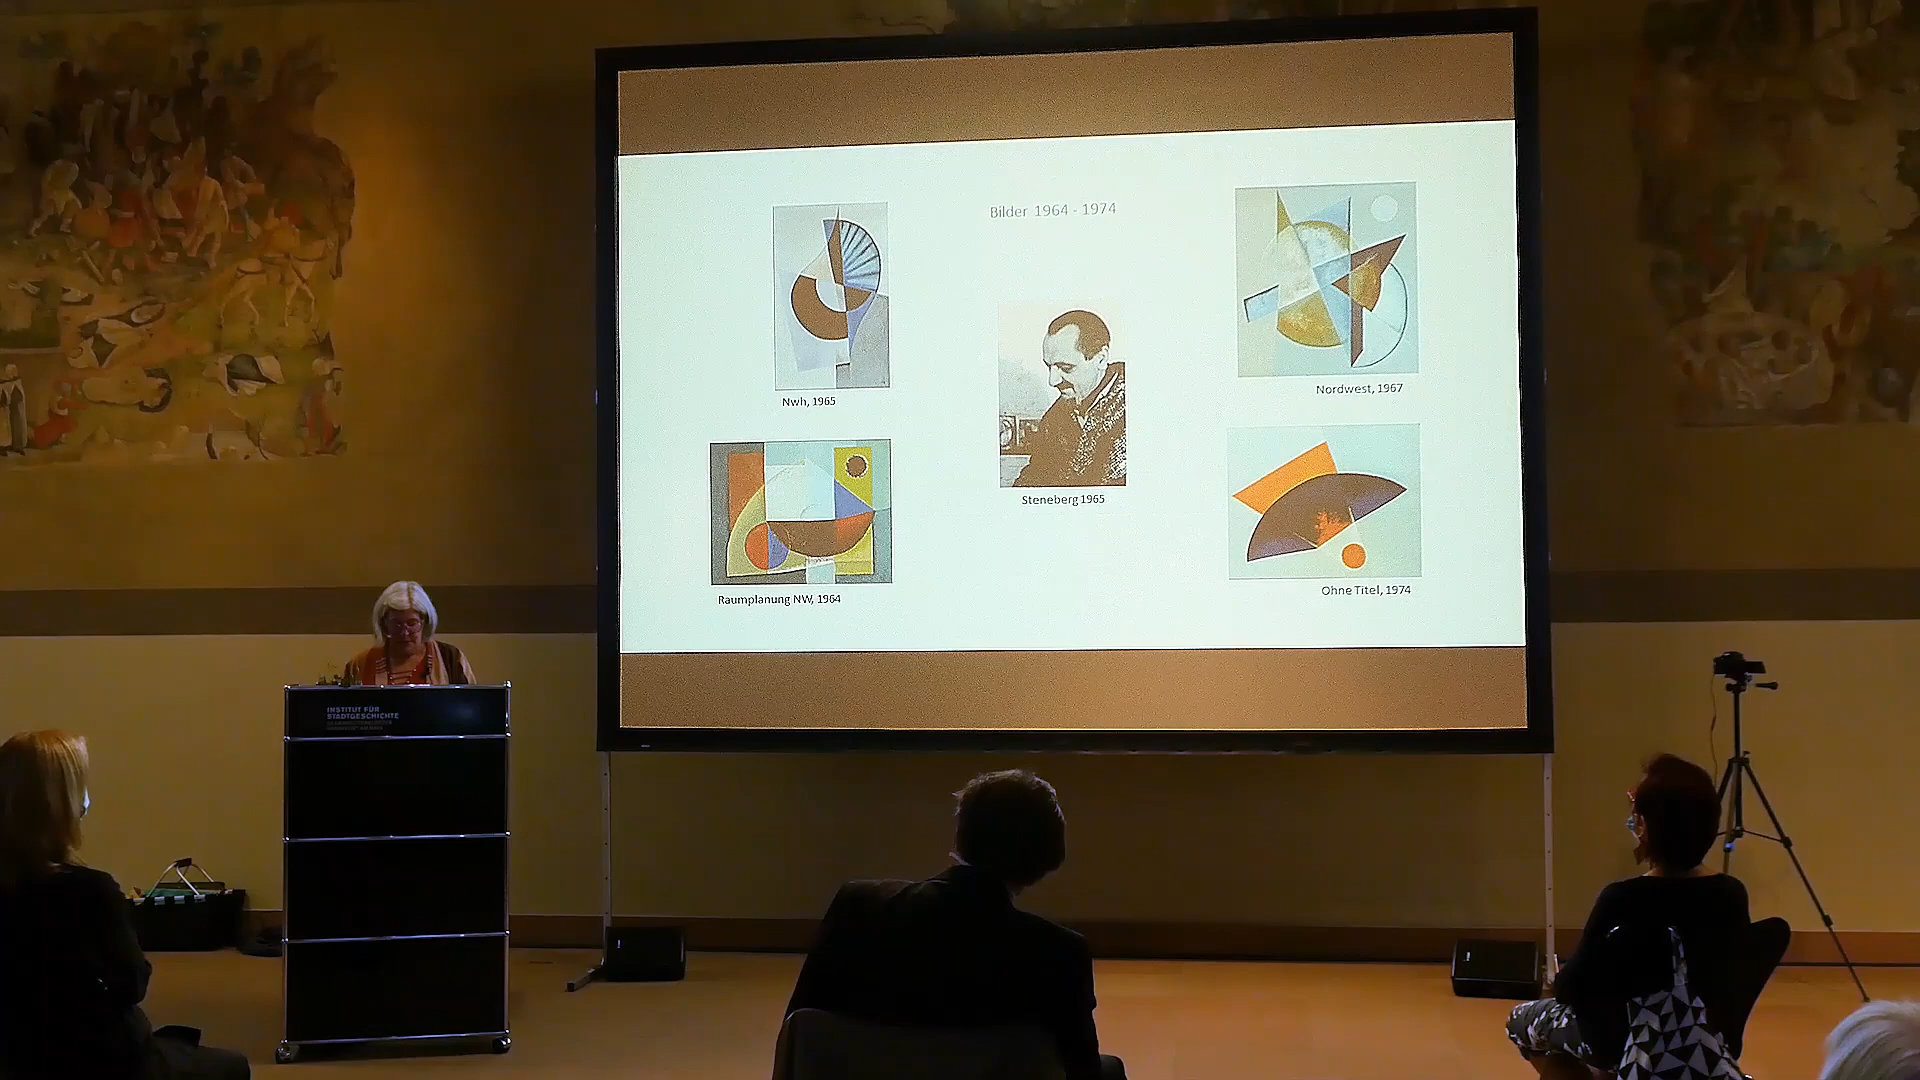 Bilder 1964 - 1974
Nwh, 1965
Nordwest, 1967
Steneberg 1965
Raumplanung NW, 1964
Ohne Titel, 1974
INSTITUT FÜR
STADTGESCHICHTE